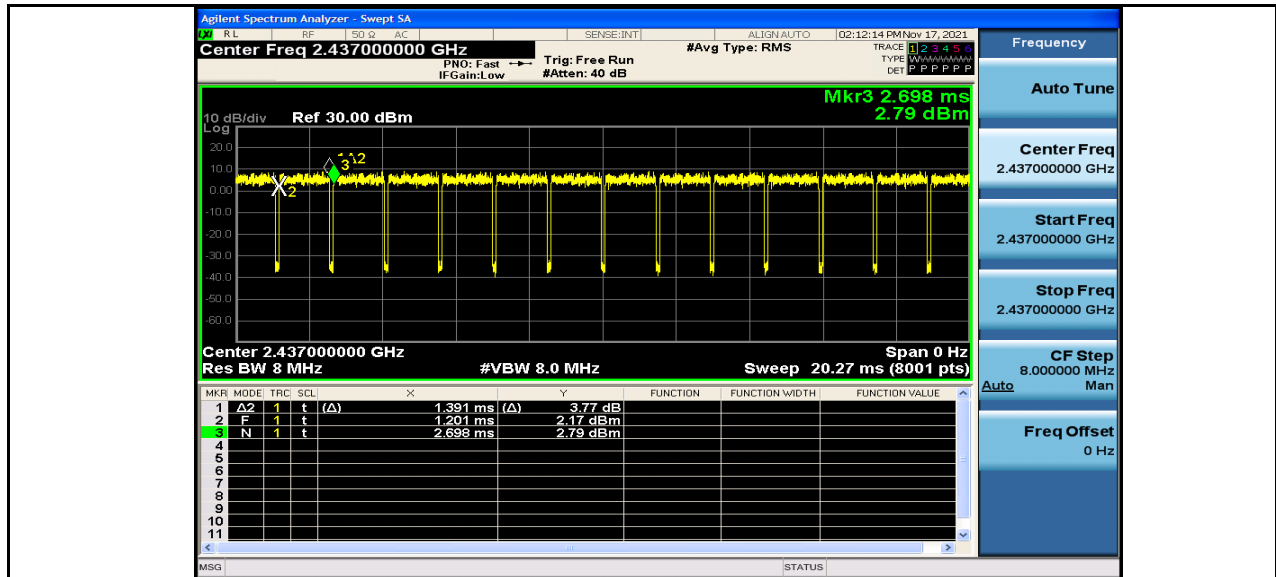 Agilent Spectrum Analyzer - Swept SA
LXI RL RF 50 Ω AC SENSE:INT ALIGN AUTO 02:12:14 PM Nov 17, 2021
Center Freq 2.437000000 GHz
PNO: Fast
IFGain:Low
Trig: Free Run
#Atten: 40 dB
#Avg Type: RMS
TRACE 1 2 3 4 5 6
TYPE
DET P P P P P P
Mkr3 2.698 ms
2.79 dBm
10 dB/div Ref 30.00 dBm
Log
20.0
10.0
0.00
-10.0
-20.0
-30.0
-40.0
-50.0
-60.0
2
3
Center 2.437000000 GHz Span 0 Hz
Res BW 8 MHz #VBW 8.0 MHz Sweep 20.27 ms (8001 pts)
MKR MODE TRC SCL X Y FUNCTION FUNCTION WIDTH FUNCTION VALUE
1 Δ2 1 t (Δ) 1.391 ms (Δ) 3.77 dB
2 F 1 t 1.201 ms 2.17 dBm
3 N 1 t 2.698 ms 2.79 dBm
4
5
6
7
8
9
10
11
MSG STATUS
Frequency
Auto Tune
Center Freq
2.437000000 GHz
Start Freq
2.437000000 GHz
Stop Freq
2.437000000 GHz
CF Step
8.000000 MHz
Auto Man
Freq Offset
0 Hz